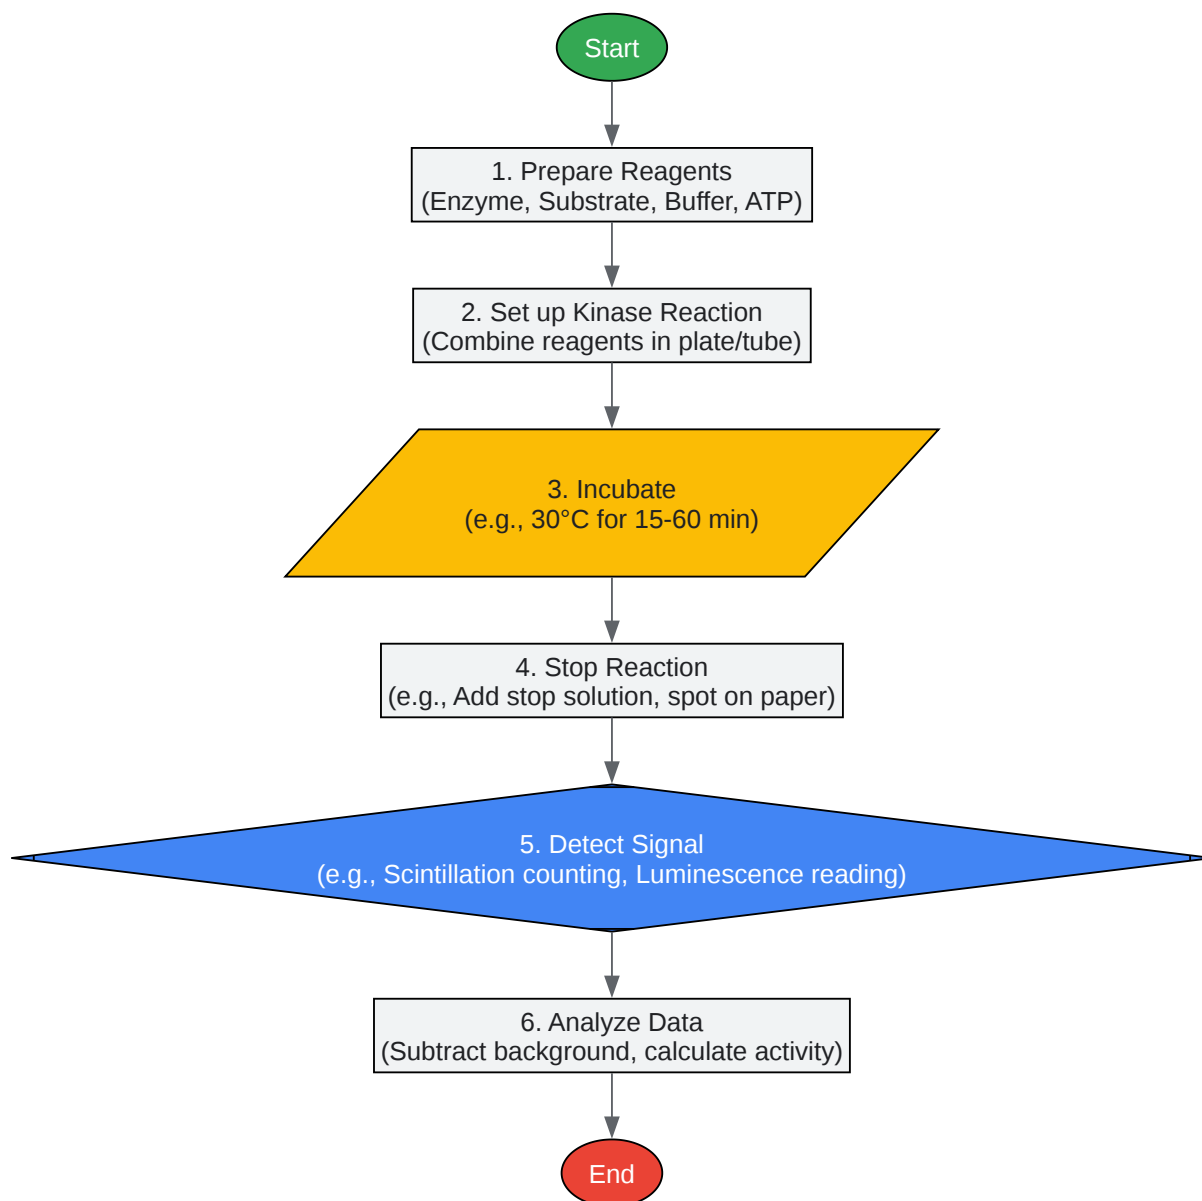 Start
1. Prepare Reagents
(Enzyme, Substrate, Buffer, ATP)
2. Set up Kinase Reaction
(Combine reagents in plate/tube)
3. Incubate
(e.g., 30°C for 15-60 min)
4. Stop Reaction
(e.g., Add stop solution, spot on paper)
5. Detect Signal
(e.g., Scintillation counting, Luminescence reading)
6. Analyze Data
(Subtract background, calculate activity)
End